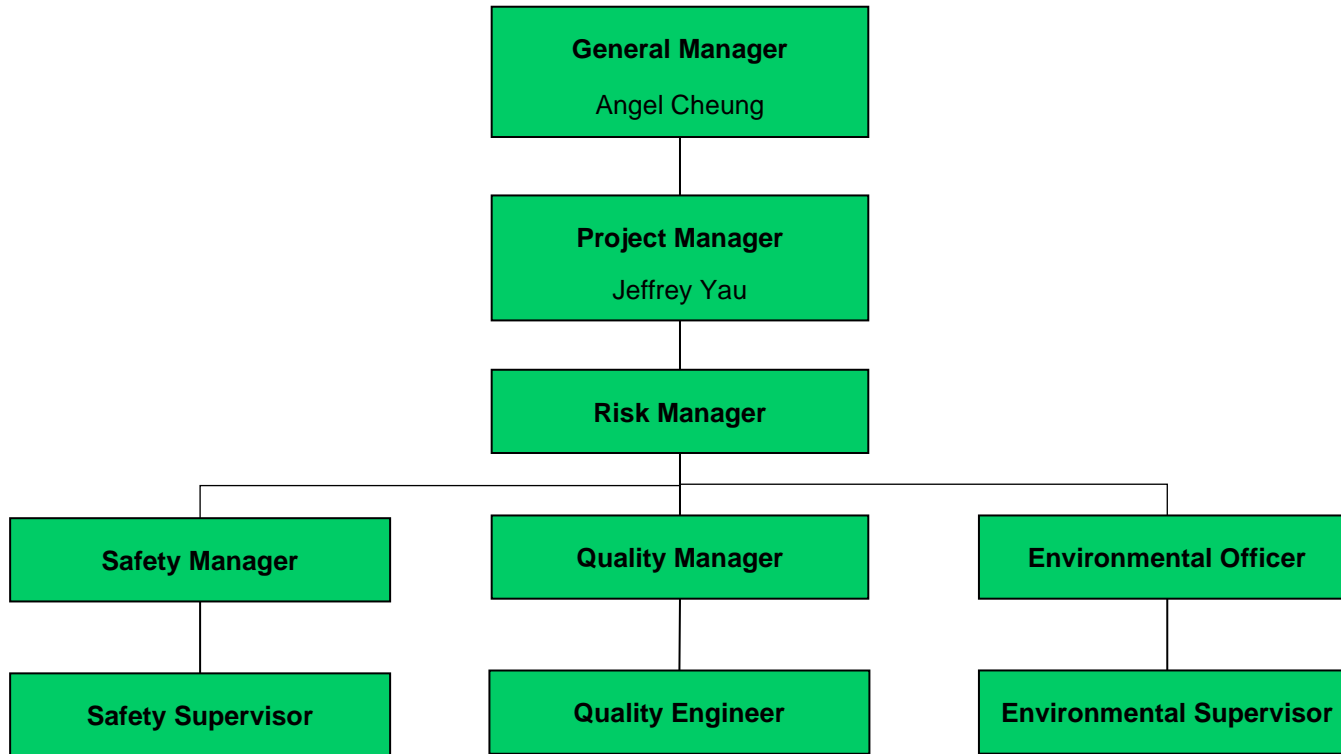 General Manager
Angel Cheung
Project Manager
Jeffrey Yau
Risk Manager
Safety Manager
Quality Manager
Environmental Officer
Safety Supervisor
Quality Engineer
Environmental Supervisor